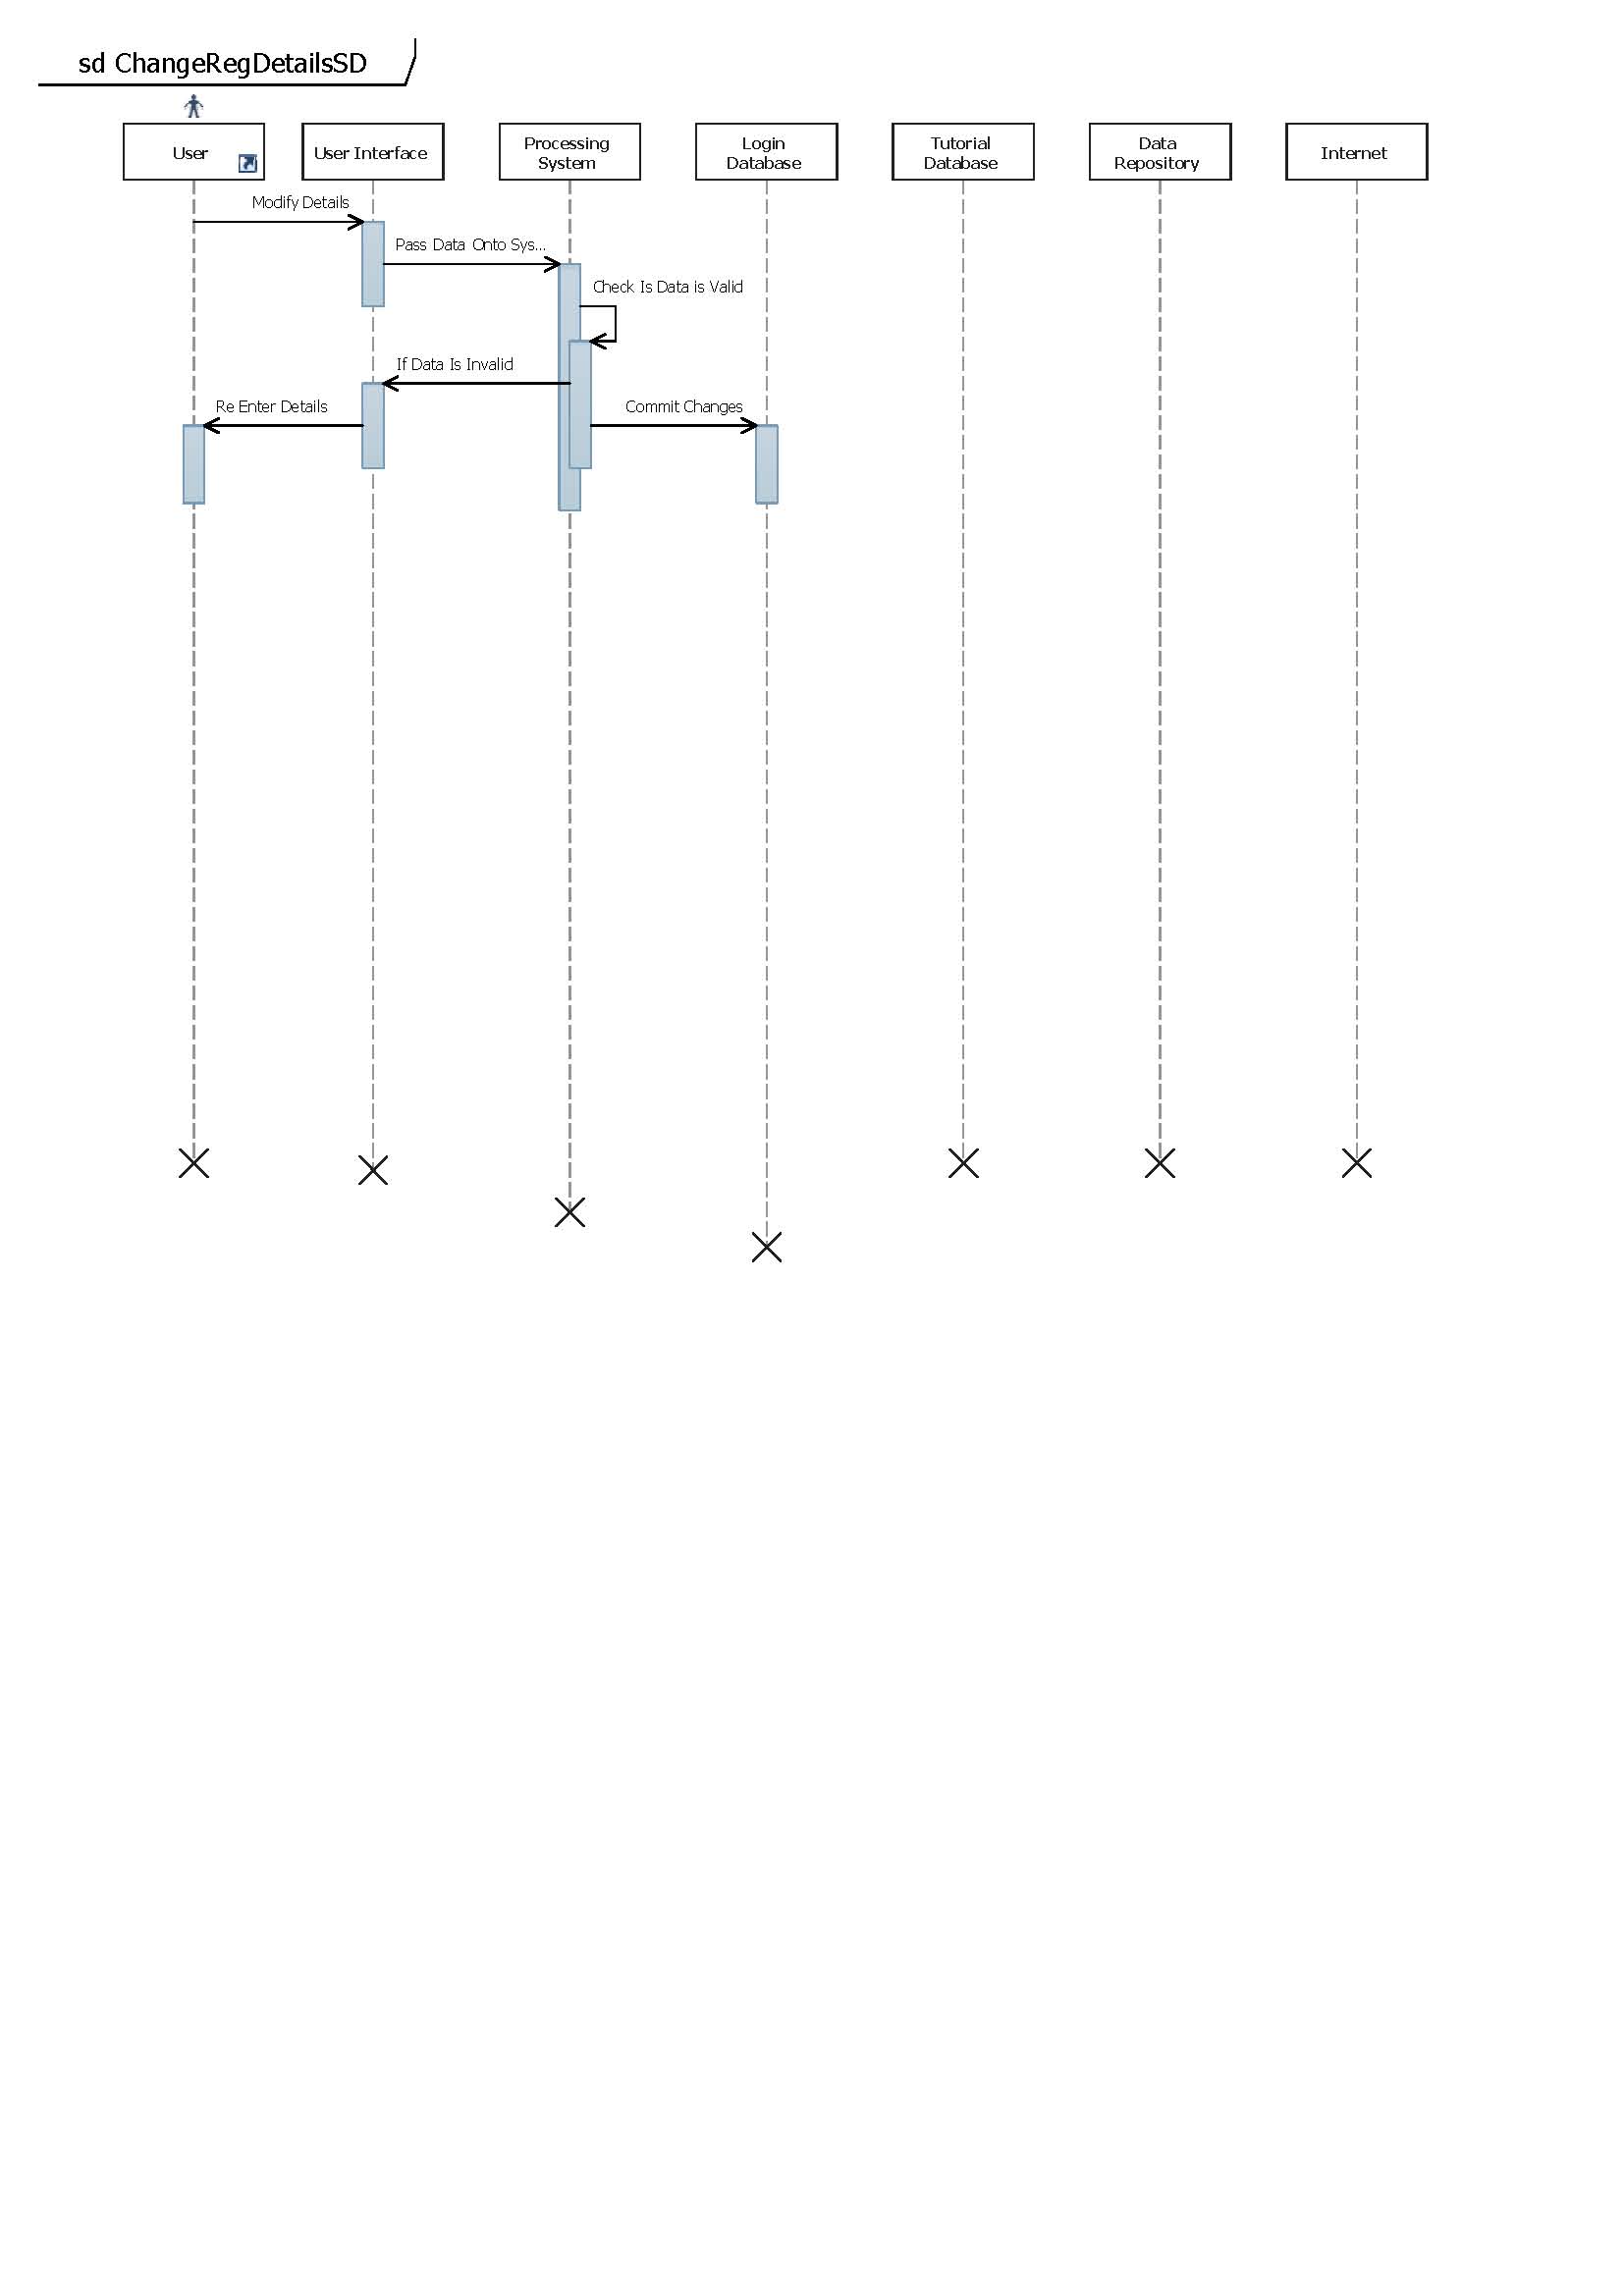 sd ChangeRegDetailsSD
User
User Interface
Processing
System
Login
Database
Tutorial
Database
Data
Repository
Internet
Modify Details
Pass Data Onto Sys...
Check Is Data is Valid
If Data Is Invalid
Re Enter Details
Commit Changes